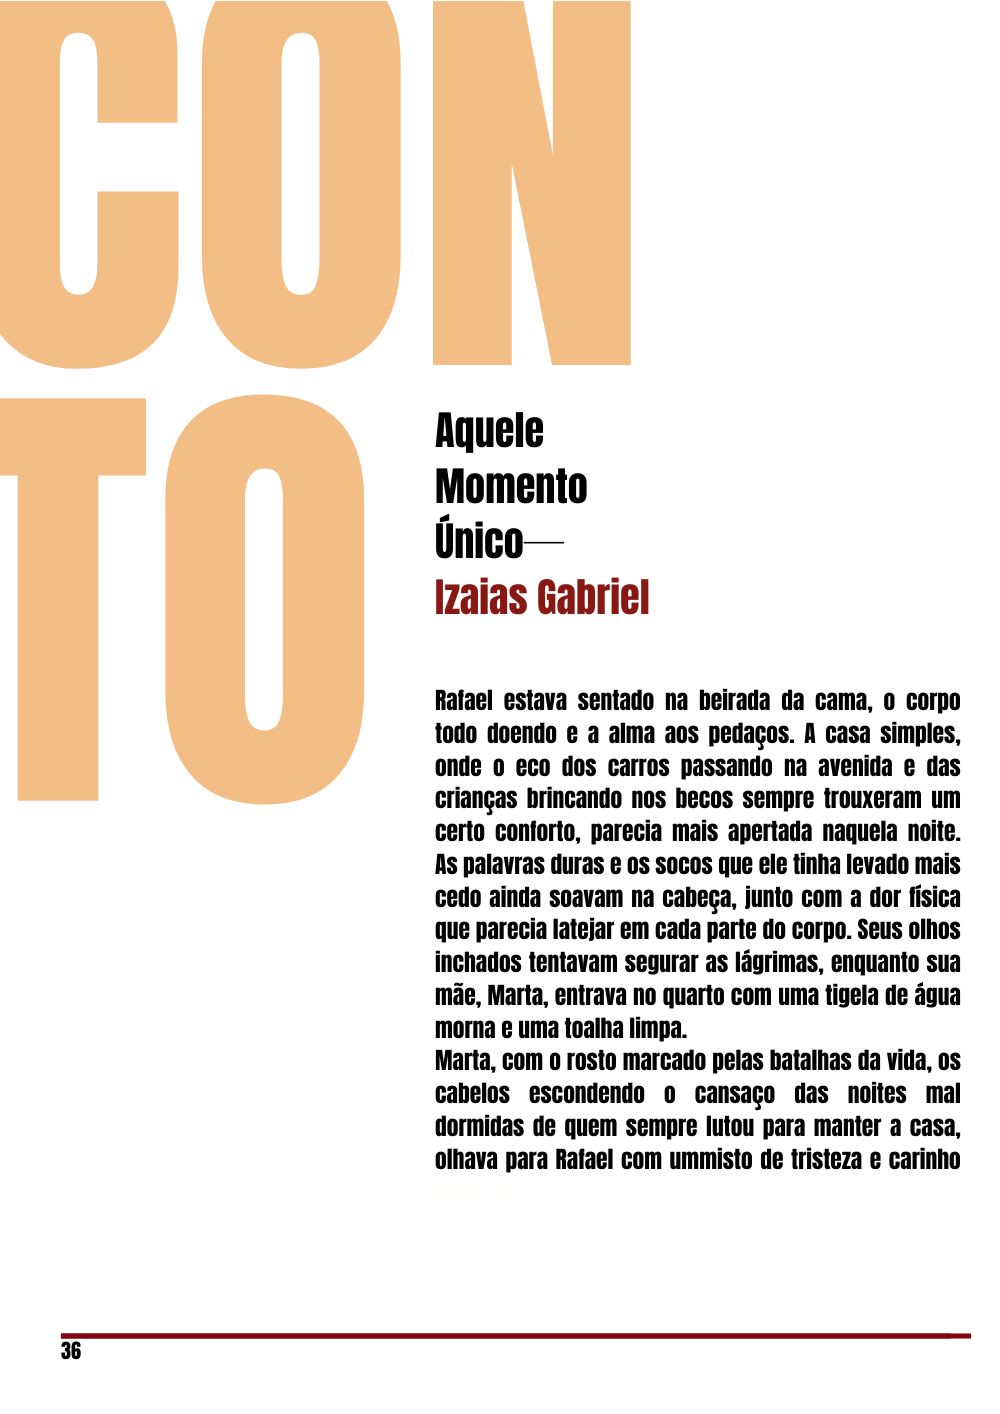 CON
TO
Aquele
Momento
Único—
Izaias Gabriel
Rafael estava sentado na beirada da cama, o corpo
todo doendo e a alma aos pedaços. A casa simples,
onde o eco dos carros passando na avenida e das
crianças brincando nos becos sempre trouxeram um
certo conforto, parecia mais apertada naquela noite.
As palavras duras e os socos que ele tinha levado mais
cedo ainda soavam na cabeça, junto com a dor física
que parecia latejar em cada parte do corpo. Seus olhos
inchados tentavam segurar as lágrimas, enquanto sua
mãe, Marta, entrava no quarto com uma tigela de água
morna e uma toalha limpa.
Marta, com o rosto marcado pelas batalhas da vida, os
cabelos escondendo o cansaço das noites mal
dormidas de quem sempre lutou para manter a casa,
olhava para Rafael com ummisto de tristeza e carinho
36